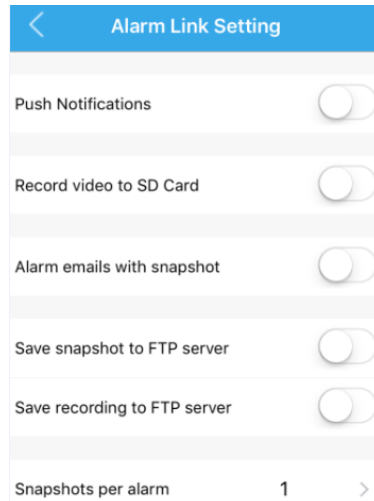 Alarm Link Setting
Push Notifications
Record video to SD Card
Alarm emails with snapshot
Save snapshot to FTP server
Save recording to FTP server
Snapshots per alarm 1